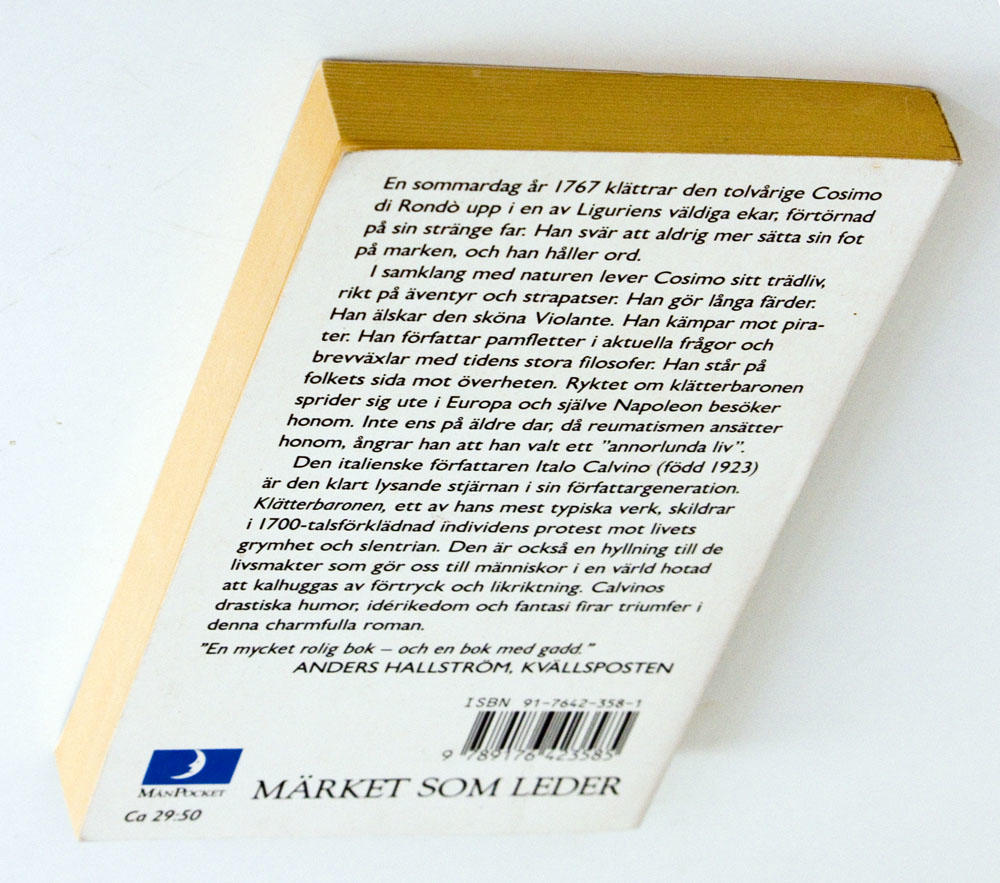 En sommardag år 1767 klättrar den tolvårige Cosimo
di Rondò upp i en av Liguriens väldiga ekar, förtörnad
på sin stränge far. Han svär att aldrig mer sätta sin fot
på marken, och han håller ord.
I samklang med naturen lever Cosimo sitt trädliv,
rikt på äventyr och strapatser. Han gör långa färder.
Han älskar den sköna Violante. Han kämpar mot pira-
ter. Han författar pamfletter i aktuella frågor och
brevväxlar med tidens stora filosofer. Han står på
folkets sida mot överheten. Ryktet om klätterbaronen
sprider sig ute i Europa och själve Napoleon besöker
honom. Inte ens på äldre dar, då reumatismen ansätter
honom, ångrar han att han valt ett ”annorlunda liv”.
Den italienske författaren Italo Calvino (född 1923)
är den klart lysande stjärnan i sin författargeneration.
Klätterbaronen, ett av hans mest typiska verk, skildrar
i 1700-talsförklädnad individens protest mot livets
grymhet och slentrian. Den är också en hyllning till de
livsmakter som gör oss till människor i en värld hotad
att kalhuggas av förtryck och likriktning. Calvinos
drastiska humor, idérikedom och fantasi firar triumfer i
denna charmfulla roman.
”En mycket rolig bok – och en bok med gadd.”
ANDERS HALLSTRÖM, KVÄLLSPOSTEN
ISBN 91-7642-358-1
9 789176 423585
MÅNPOCKET
MÄRKET SOM LEDER
Ca 29:50